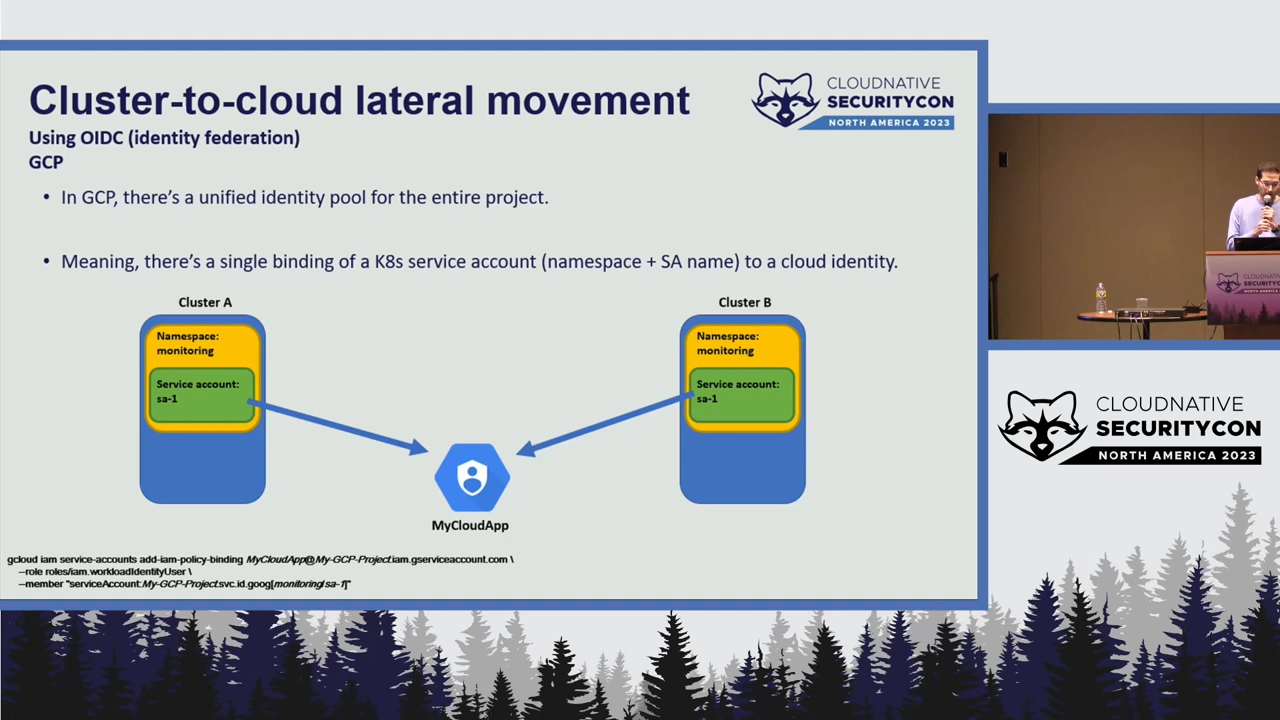 Cluster-to-cloud lateral movement
Using OIDC (identity federation)
GCP
CLOUDNATIVE
SECURITYCON
NORTH AMERICA 2023
• In GCP, there's a unified identity pool for the entire project.
• Meaning, there's a single binding of a K8s service account (namespace + SA name) to a cloud identity.
Cluster A
Namespace:
monitoring
Service account:
sa-1
Cluster B
Namespace:
monitoring
Service account:
sa-1
MyCloudApp
gcloud iam service-accounts add-iam-policy-binding MyCloudApp@My-GCP-Project.iam.gserviceaccount.com \
--role roles/iam.workloadIdentityUser \
--member "serviceAccount:My-GCP-Project.svc.id.goog[monitoring/sa-1]"
CLOUDNATIVE
SECURITYCON
NORTH AMERICA 2023